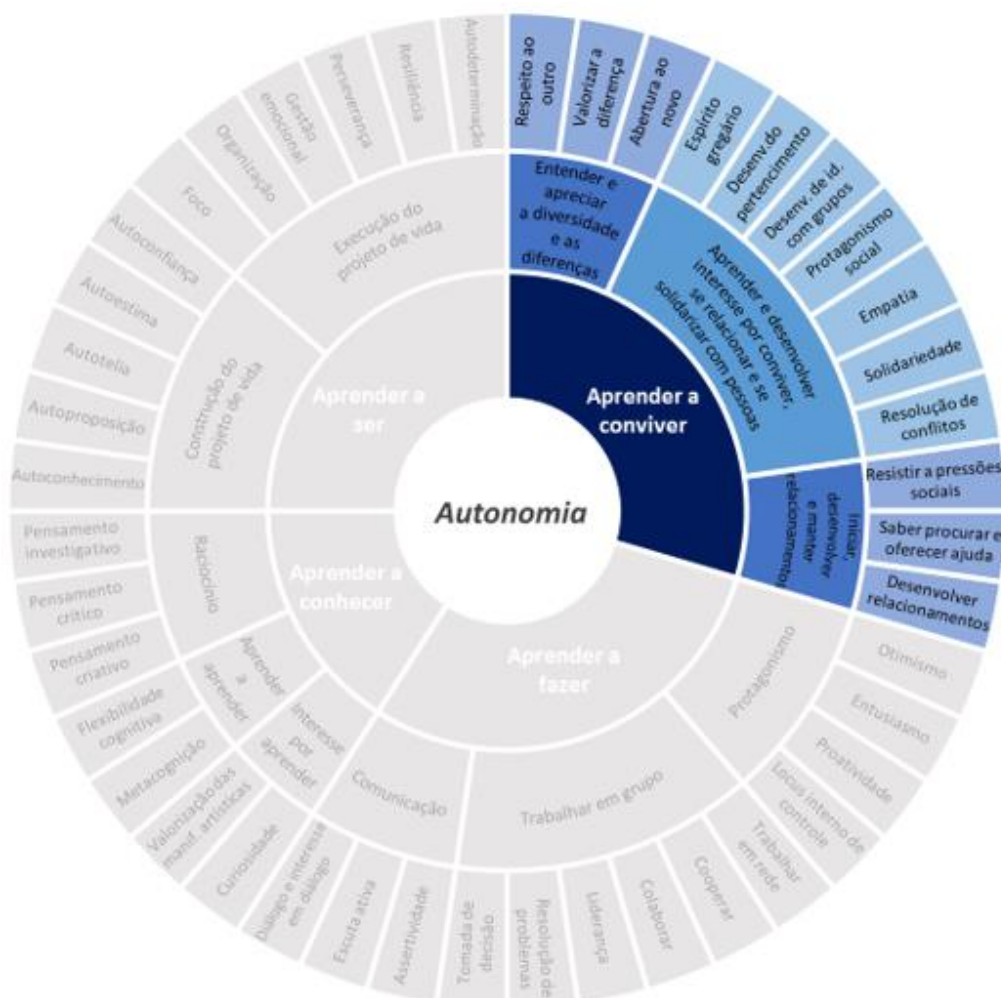 Respeito ao
outro
Valorizar a
diferença
Abertura ao
novo
Espírito
gregário
Desenv.do
pertencimento
Desenv. de id.
com grupos
Protagonismo
social
Empatia
Solidariedade
Resolução de
conflitos
Resistir a pressões
sociais
Saber procurar e
oferecer ajuda
Desenvolver
relacionamentos
Otimismo
Entusiasmo
Proatividade
Locus interno de
controle
Trabalhar
em rede
Cooperar
Colaborar
Liderança
Resolução de
problemas
Tomada de
decisão
Assertividade
Escuta ativa
Diálogo e interesse
em diálogo
Curiosidade
Valorização das
manif. artísticas
Metacognição
Flexibilidade
cognitiva
Pensamento
criativo
Pensamento
crítico
Pensamento
investigativo
Autoconhecimento
Autoproposição
Autotelia
Autoestima
Autoconfiança
Foco
Organização
Gestão
emocional
Perseverança
Resiliência
Autodeterminação
Entender e
apreciar
a diversidade
e as
diferenças
Aprender e desenvolver
interesse por conviver,
se relacionar e se
solidarizar com pessoas
Iniciar,
desenvolver
e manter
relacionamentos
Protagonismo
Trabalhar em grupo
Comunicação
Interesse
por
aprender
Aprender
a
aprender
Raciocínio
Construção do
projeto de vida
Execução do
projeto de vida
Aprender a
conviver
Aprender a
fazer
Aprender a
conhecer
Aprender a
ser
Autonomia